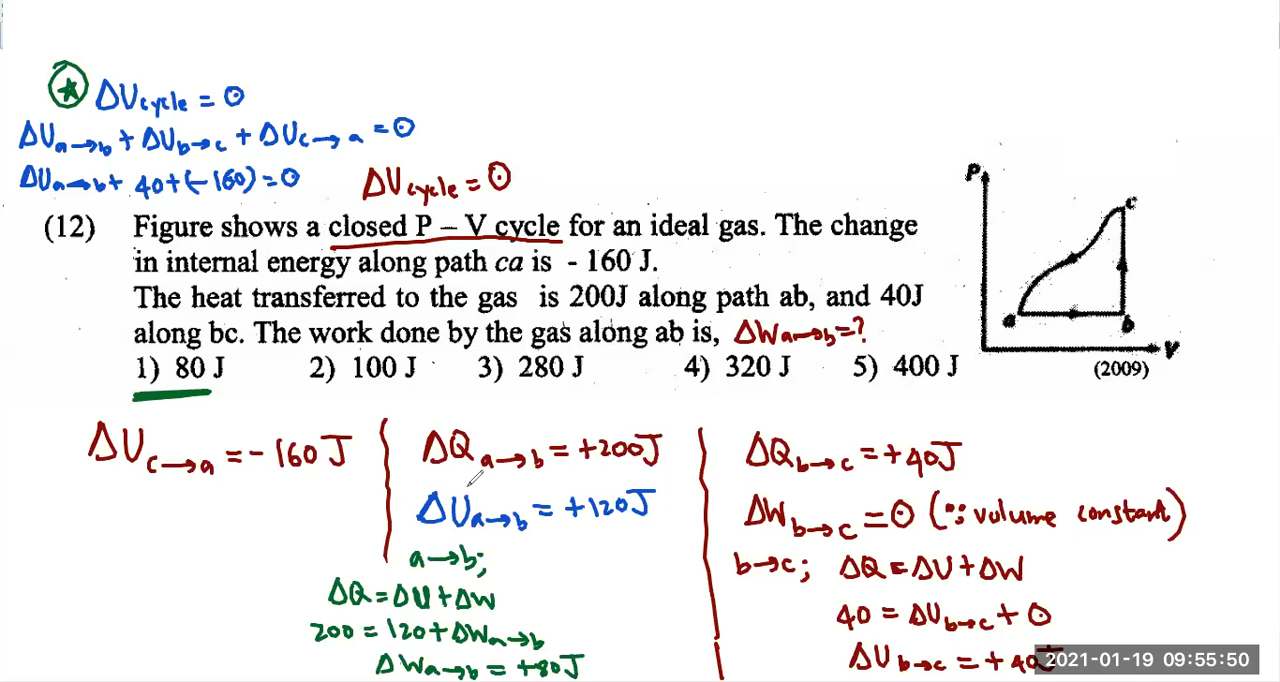 ΔUcycle = 0
ΔUa→b + ΔUb→c + ΔUc→a = 0
ΔUa→b + 40 + (-160) = 0
ΔUcycle = 0
(12) Figure shows a closed P – V cycle for an ideal gas. The change
in internal energy along path ca is - 160 J.
The heat transferred to the gas is 200J along path ab, and 40J
along bc. The work done by the gas along ab is, ΔWa→b = ?
1) 80 J 2) 100 J 3) 280 J 4) 320 J 5) 400 J
P
c
a
b
V
(2009)
ΔUc→a = - 160 J
ΔQa→b = +200J
ΔUa→b = +120J
a→b;
ΔQ = ΔU + ΔW
200 = 120 + ΔWa→b
ΔWa→b = +80J
ΔQb→c = +40J
ΔWb→c = 0 (∵ volume constant)
b→c; ΔQ = ΔU + ΔW
40 = ΔUb→c + 0
ΔUb→c = +40J
2021-01-19 09:55:50